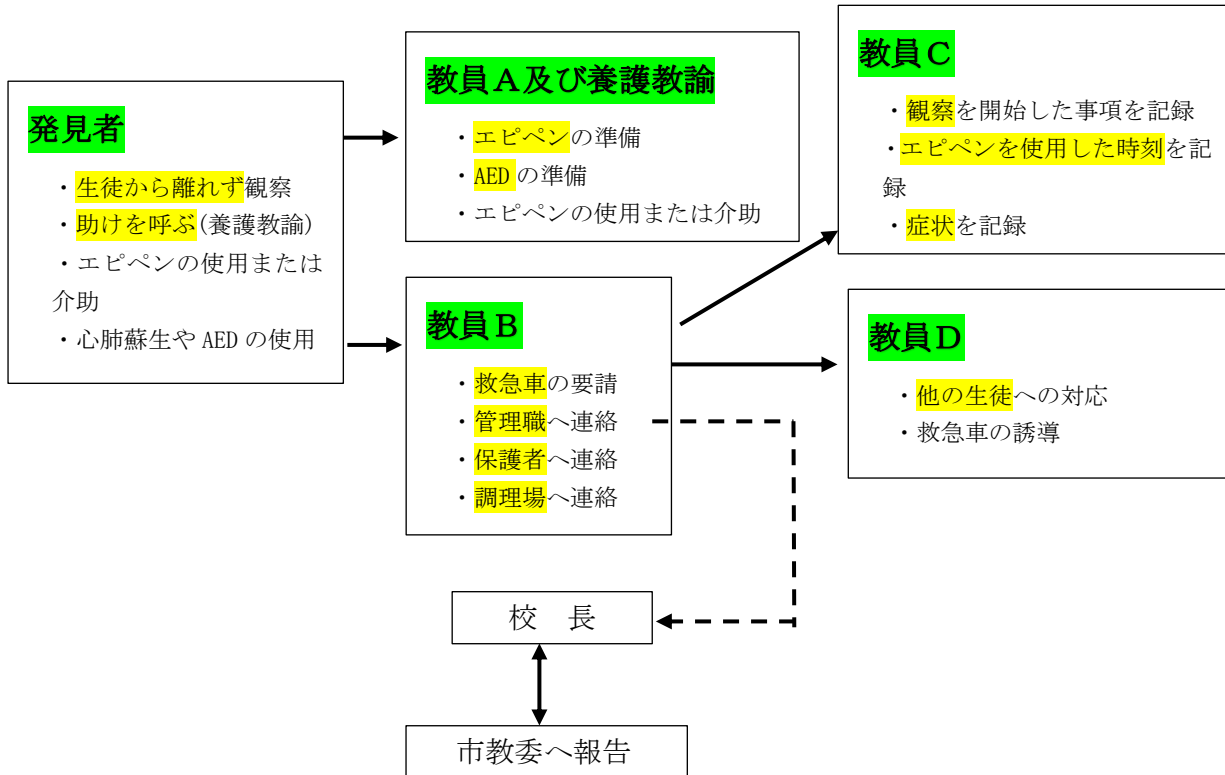 発見者
・生徒から離れず観察
・助けを呼ぶ(養護教諭)
・エピペンの使用または
介助
・心肺蘇生や AED の使用
教員A及び養護教諭
・エピペンの準備
・AED の準備
・エピペンの使用または介助
教員B
・救急車の要請
・管理職へ連絡
・保護者へ連絡
・調理場へ連絡
教員C
・観察を開始した事項を記録
・エピペンを使用した時刻を記
録
・症状を記録
教員D
・他の生徒への対応
・救急車の誘導
校　長
市教委へ報告